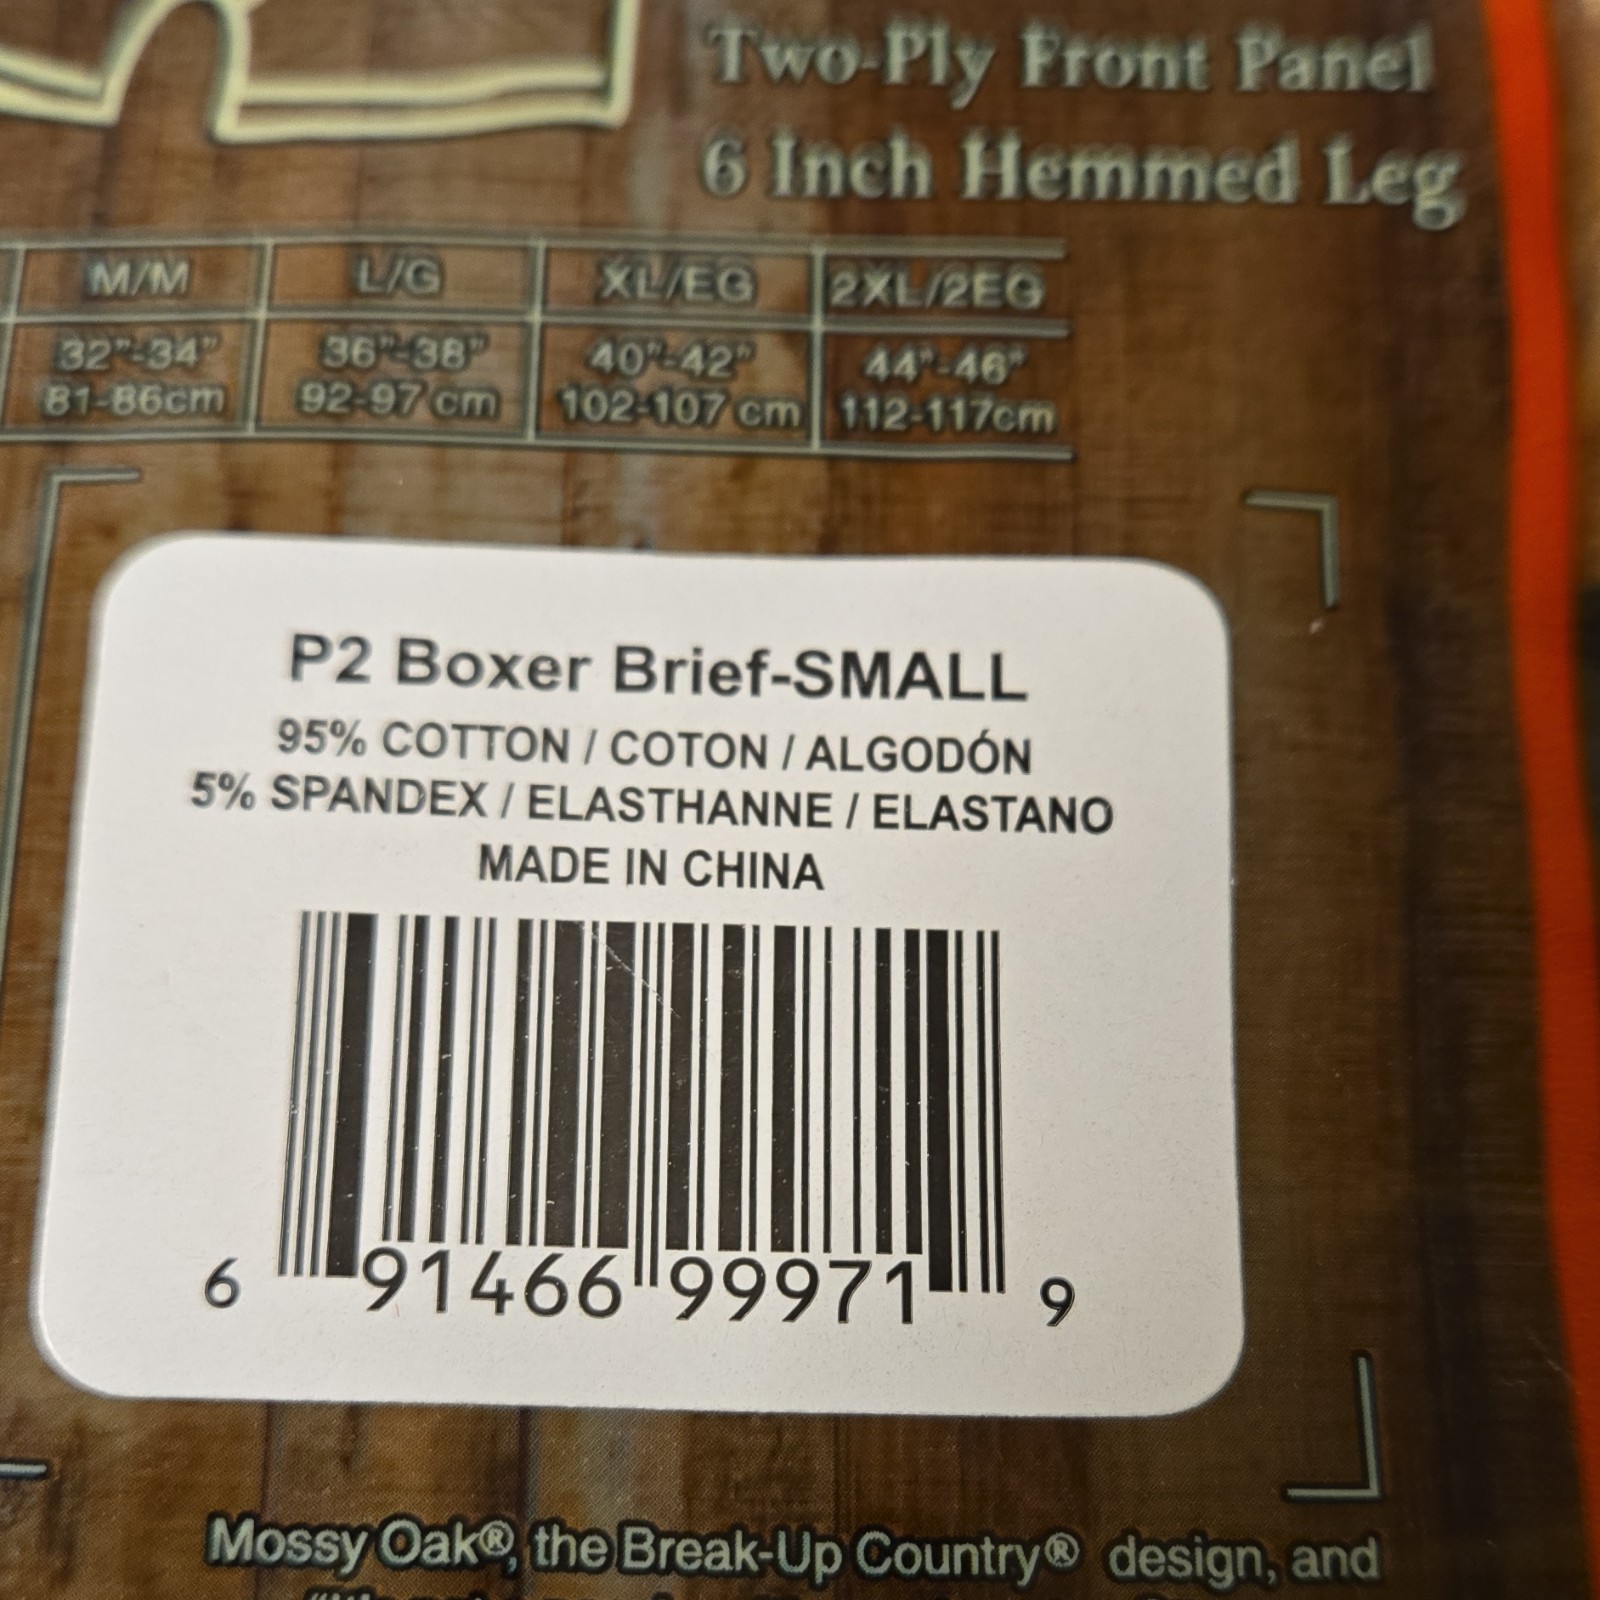 Two-Ply Front Panel
6 Inch Hemmed Leg
M/M L/G XL/EG 2XL/2EG
32"-34" 36"-38" 40"-42" 44"-46"
81-86cm 92-97 cm 102-107 cm 112-117cm
P2 Boxer Brief-SMALL
95% COTTON / COTON / ALGODÓN
5% SPANDEX / ELASTHANNE / ELASTANO
MADE IN CHINA
6 91466 99971 9
Mossy Oak®, the Break-Up Country® design, and